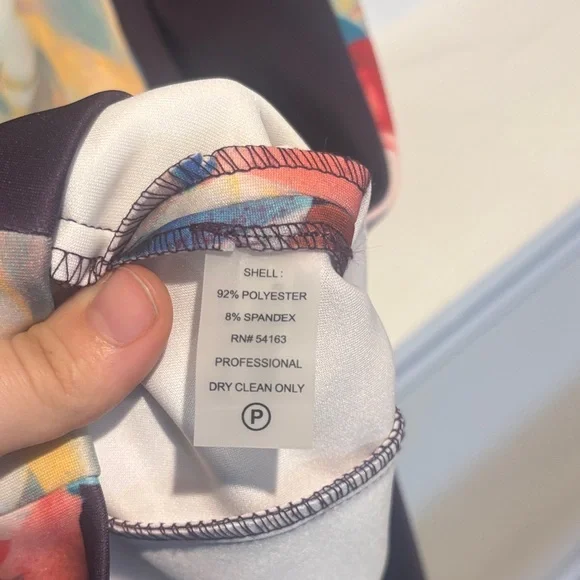 SHELL:
92% POLYESTER
8% SPANDEX
RN# 54163
PROFESSIONAL
DRY CLEAN ONLY
P